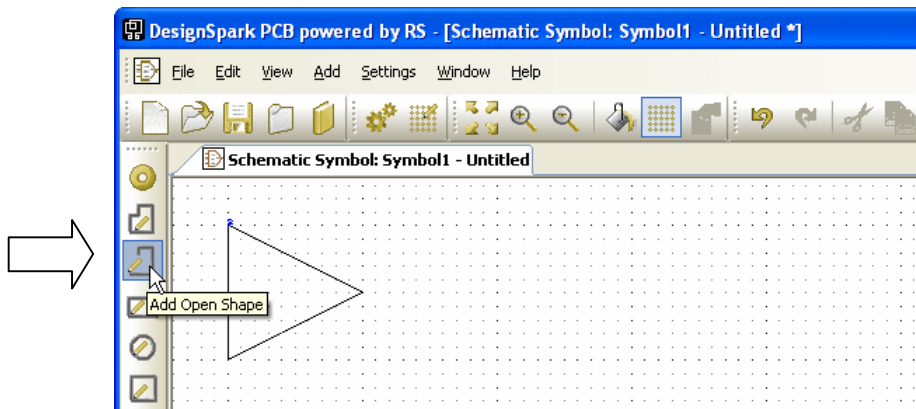 DesignSpark PCB powered by RS - [Schematic Symbol: Symbol1 - Untitled *]
File Edit View Add Settings Window Help
Schematic Symbol: Symbol1 - Untitled
Add Open Shape